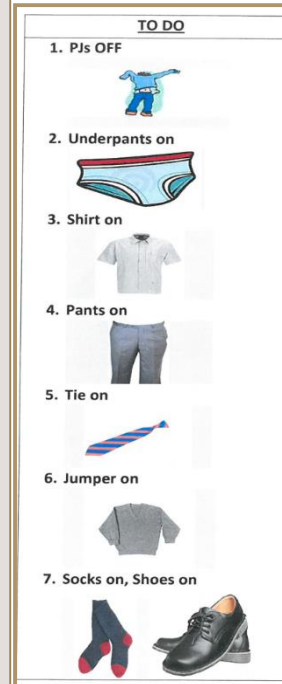 TO DO
1. PJs OFF
2. Underpants on
3. Shirt on
4. Pants on
5. Tie on
6. Jumper on
7. Socks on, Shoes on